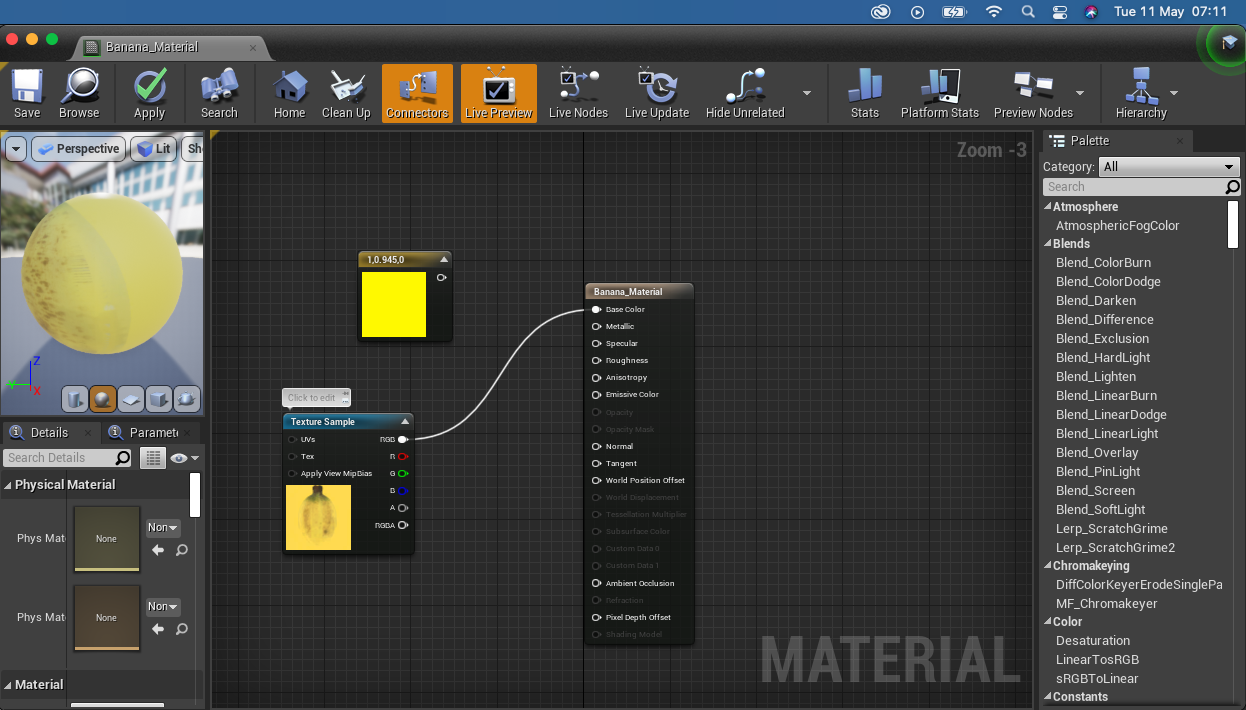 Tue 11 May 07:11
Banana_Material
Save
Browse
Apply
Search
Home
Clean Up
Connectors
Live Preview
Live Nodes
Live Update
Hide Unrelated
Stats
Platform Stats
Preview Nodes
Hierarchy
Perspective
Lit
Sh
Z
X
Details
Paramete
Search Details
Physical Material
Phys Mat
None
Non
Phys Mat
None
Non
Material
Zoom -3
1,0.945,0
Click to edit
Texture Sample
UVs
RGB
Tex
R
Apply View MipBias
G
B
A
RGBA
Banana_Material
Base Color
Metallic
Specular
Roughness
Anisotropy
Emissive Color
Opacity
Opacity Mask
Normal
Tangent
World Position Offset
World Displacement
Tessellation Multiplier
Subsurface Color
Custom Data 0
Custom Data 1
Ambient Occlusion
Refraction
Pixel Depth Offset
Shading Model
MATERIAL
Palette
Category: All
Search
Atmosphere
AtmosphericFogColor
Blends
Blend_ColorBurn
Blend_ColorDodge
Blend_Darken
Blend_Difference
Blend_Exclusion
Blend_HardLight
Blend_Lighten
Blend_LinearBurn
Blend_LinearDodge
Blend_LinearLight
Blend_Overlay
Blend_PinLight
Blend_Screen
Blend_SoftLight
Lerp_ScratchGrime
Lerp_ScratchGrime2
Chromakeying
DiffColorKeyerErodeSinglePa
MF_Chromakeyer
Color
Desaturation
LinearTosRGB
sRGBToLinear
Constants